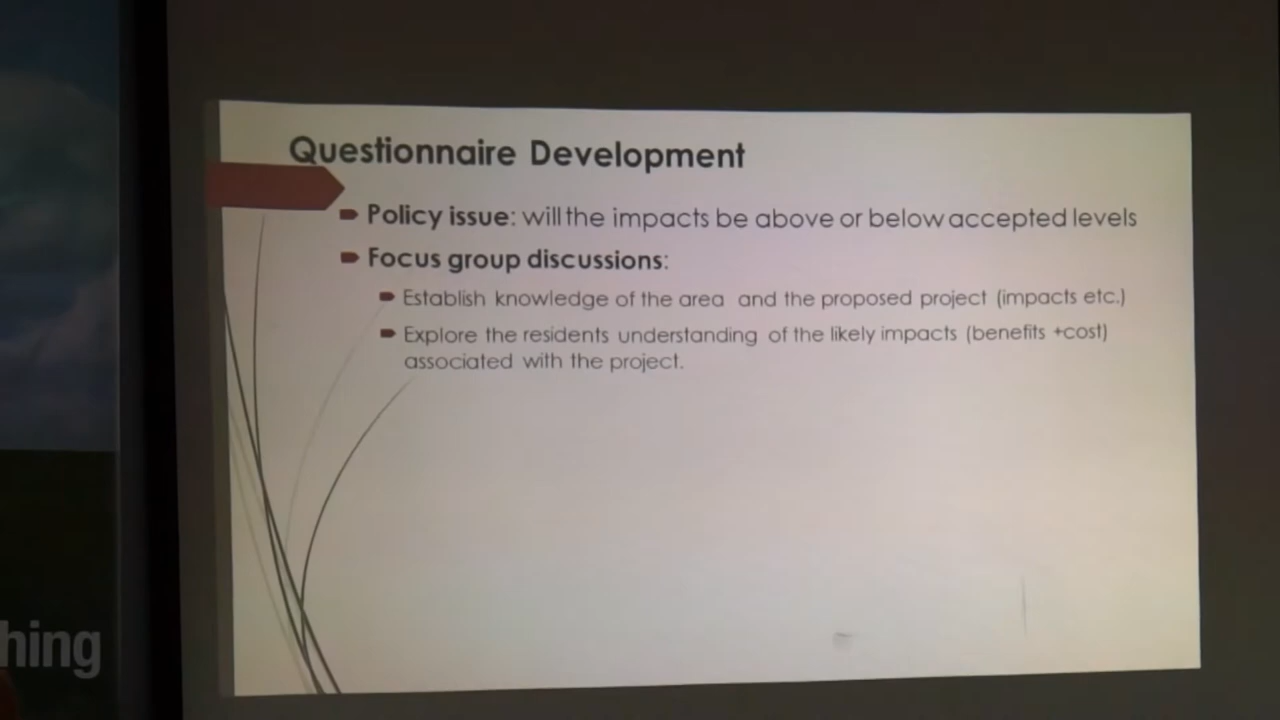 Questionnaire Development
Policy issue: will the impacts be above or below accepted levels
Focus group discussions:
Establish knowledge of the area and the proposed project (impacts etc.)
Explore the residents understanding of the likely impacts (benefits +cost)
associated with the project.
hing